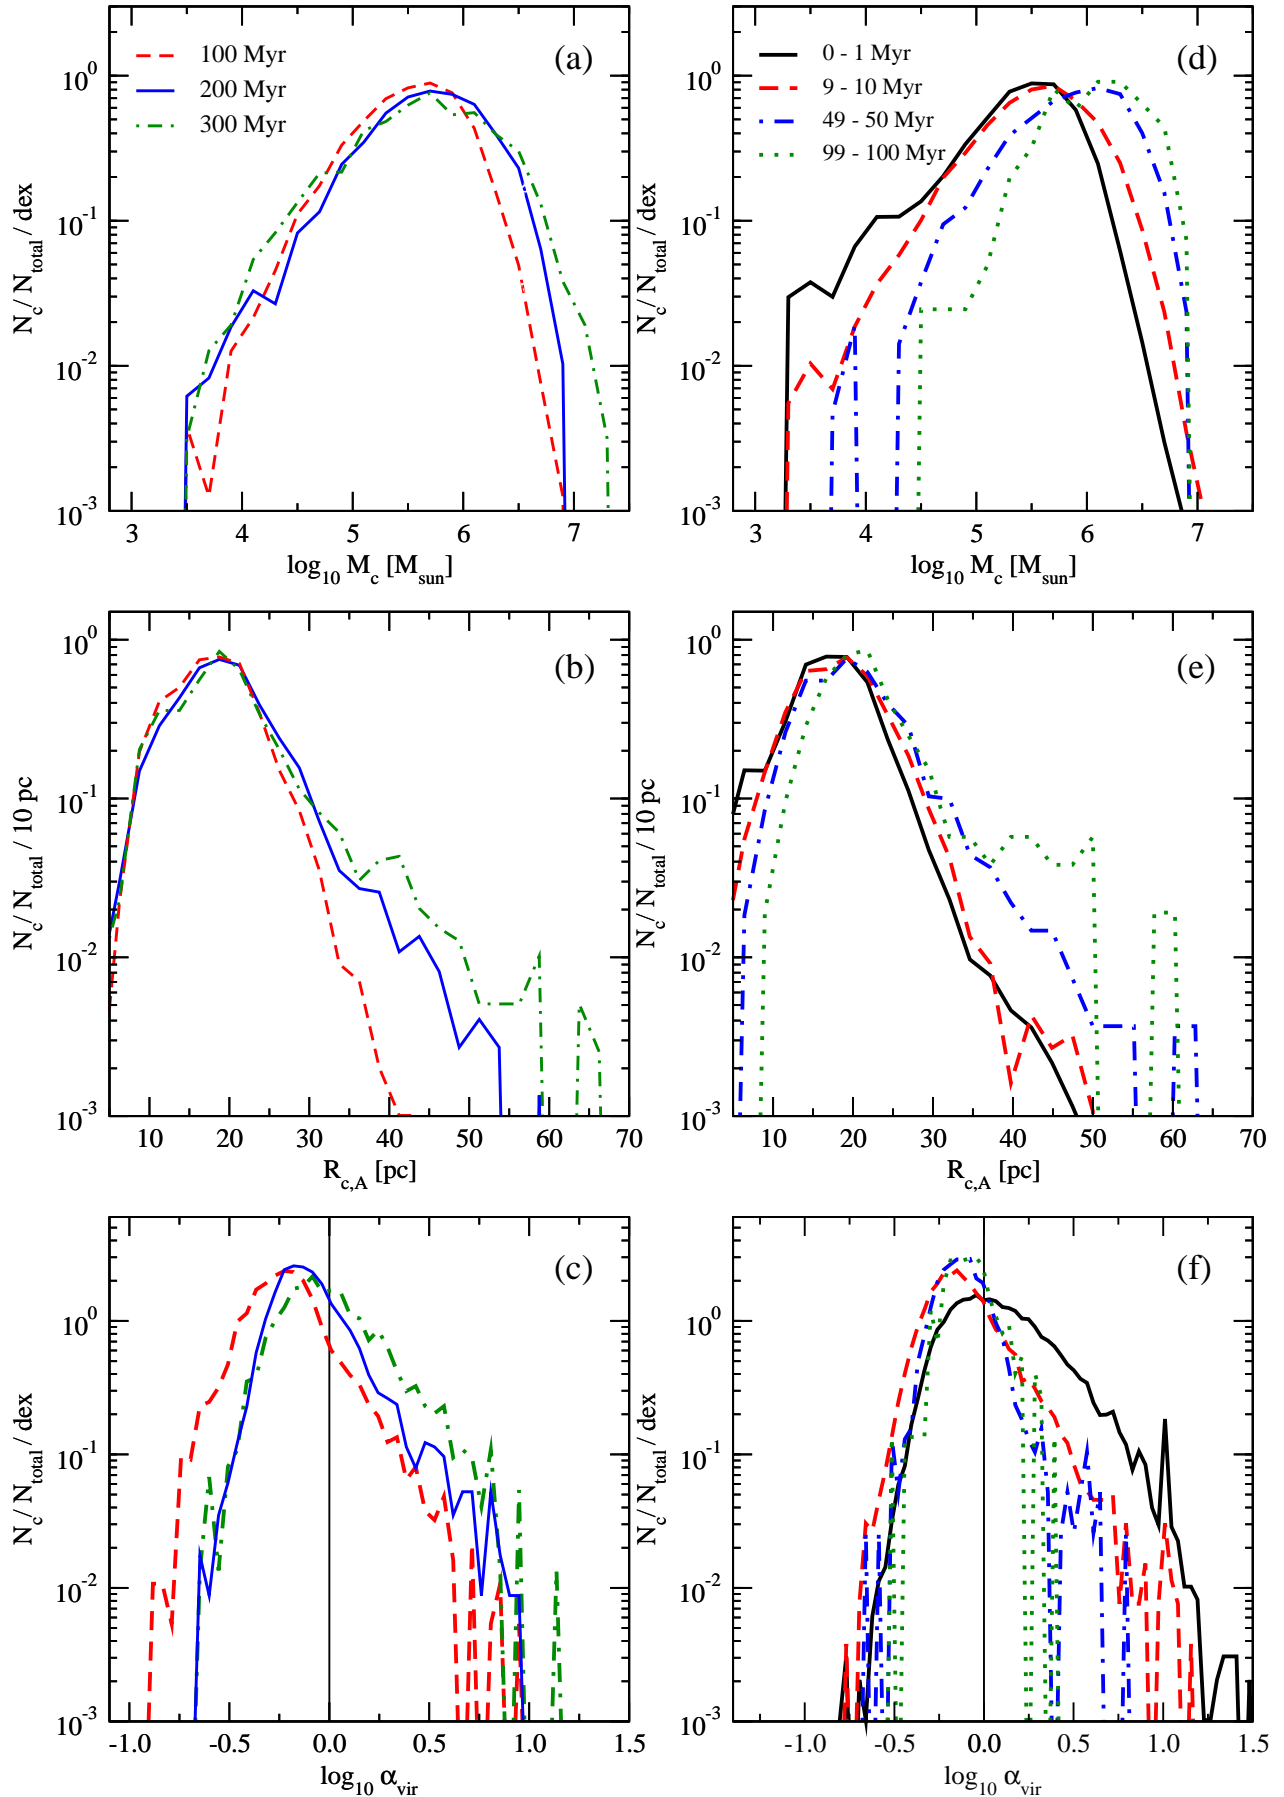 (a)
100 Myr
200 Myr
300 Myr
10^0
10^-1
10^-2
10^-3
N_c / N_total / dex
3 4 5 6 7
log_10 M_c [M_sun]
(d)
0 - 1 Myr
9 - 10 Myr
49 - 50 Myr
99 - 100 Myr
10^0
10^-1
10^-2
10^-3
N_c / N_total / dex
3 4 5 6 7
log_10 M_c [M_sun]
(b)
10^0
10^-1
10^-2
10^-3
N_c / N_total / 10 pc
10 20 30 40 50 60 70
R_c,A [pc]
(e)
10^0
10^-1
10^-2
10^-3
N_c / N_total / 10 pc
10 20 30 40 50 60 70
R_c,A [pc]
(c)
10^0
10^-1
10^-2
10^-3
N_c / N_total / dex
-1.0 -0.5 0.0 0.5 1.0 1.5
log_10 α_vir
(f)
10^0
10^-1
10^-2
10^-3
N_c / N_total / dex
-1.0 -0.5 0.0 0.5 1.0 1.5
log_10 α_vir